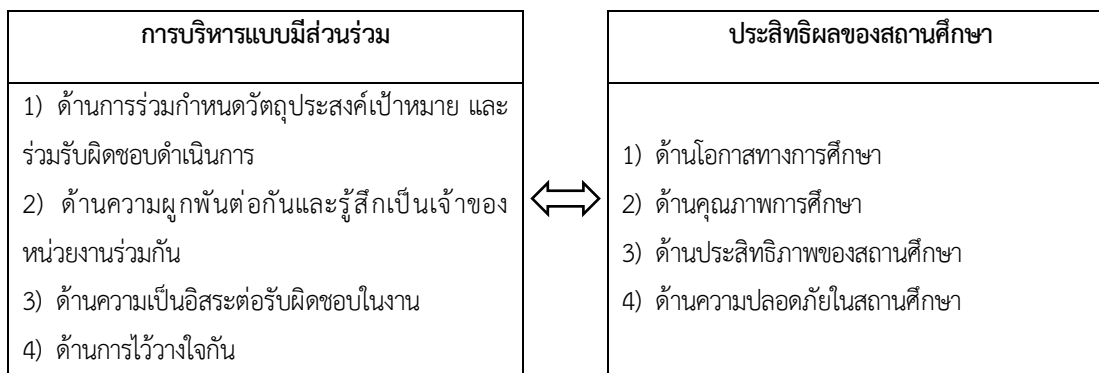 การบริหารแบบมีส่วนร่วม
1) ด้านการร่วมกำหนดวัตถุประสงค์เป้าหมาย และ
ร่วมรับผิดชอบดำเนินการ
2) ด้านความผูกพันต่อกันและรู้สึกเป็นเจ้าของ
หน่วยงานร่วมกัน
3) ด้านความเป็นอิสระต่อรับผิดชอบในงาน
4) ด้านการไว้วางใจกัน
ประสิทธิผลของสถานศึกษา
1) ด้านโอกาสทางการศึกษา
2) ด้านคุณภาพการศึกษา
3) ด้านประสิทธิภาพของสถานศึกษา
4) ด้านความปลอดภัยในสถานศึกษา